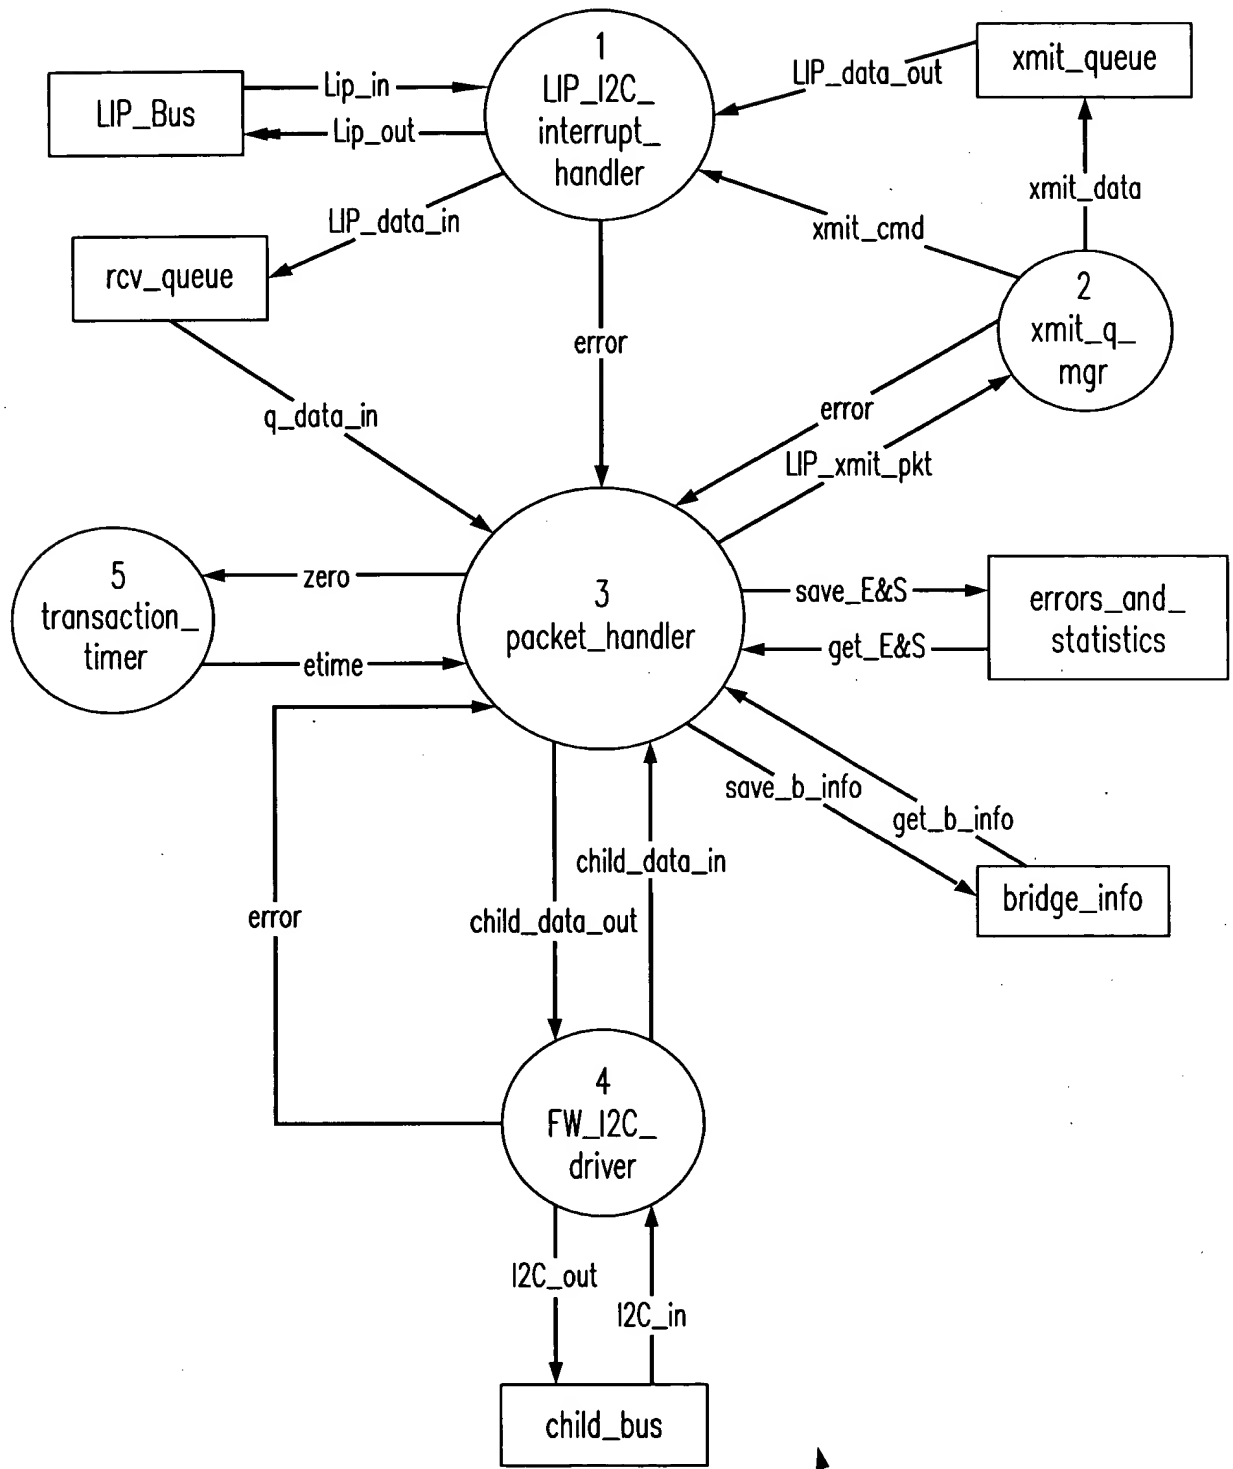 1
LIP_I2C_
interrupt_
handler
LIP_Bus
Lip_in
Lip_out
LIP_data_out
xmit_queue
xmit_data
xmit_cmd
LIP_data_in
rcv_queue
2
xmit_q_
mgr
error
q_data_in
error
LIP_xmit_pkt
5
transaction_
timer
zero
etime
3
packet_handler
save_E&S
get_E&S
errors_and_
statistics
save_b_info
get_b_info
bridge_info
child_data_in
child_data_out
error
4
FW_I2C_
driver
I2C_out
I2C_in
child_bus